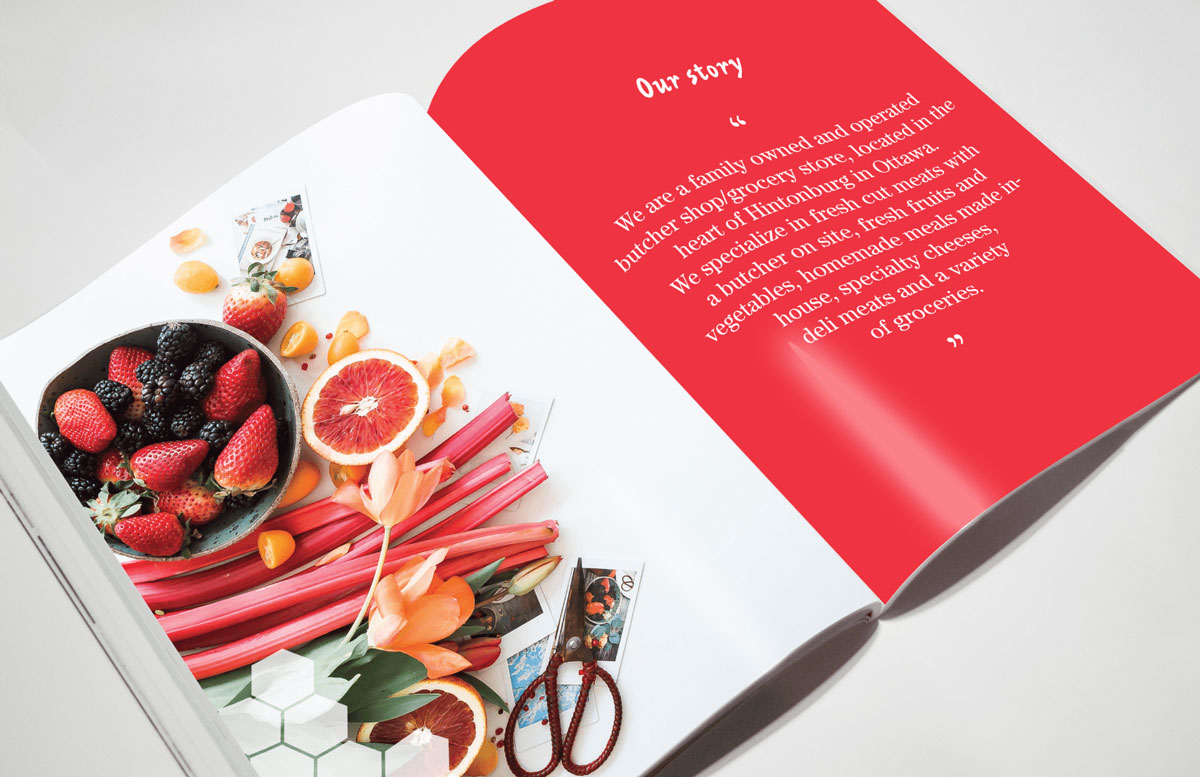 Our story
“
We are a family owned and operated
butcher shop/grocery store, located in the
heart of Hintonburg in Ottawa.
We specialize in fresh cut meats with
a butcher on site, fresh fruits and
vegetables, homemade meals made in-
house, specialty cheeses,
deli meats and a variety
of groceries.
”